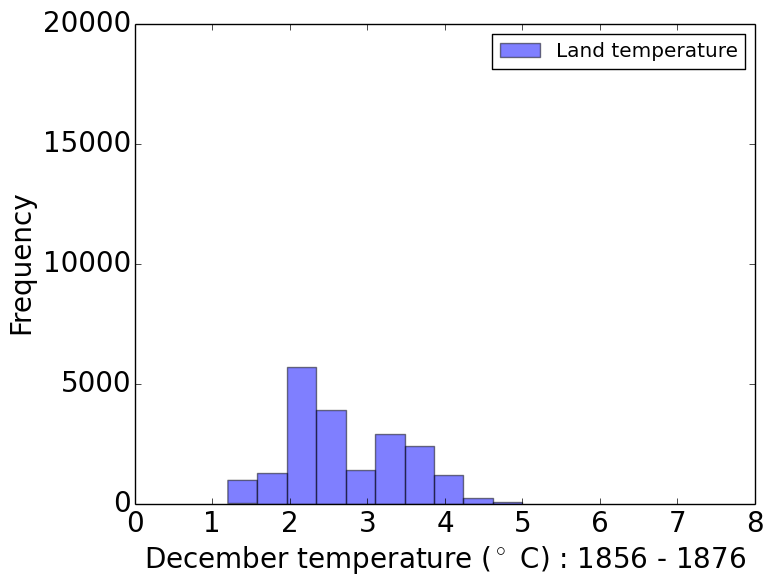 20000
15000
10000
5000
0
Frequency
Land temperature
0 1 2 3 4 5 6 7 8
December temperature (° C) : 1856 - 1876